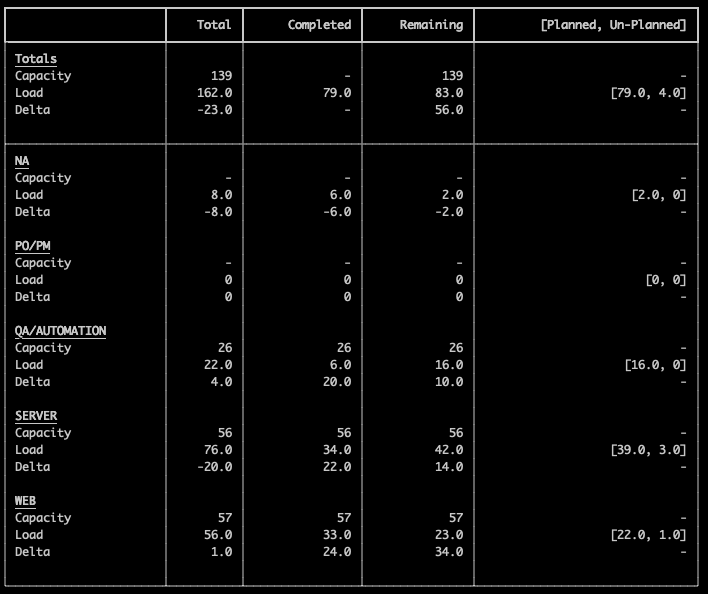 Total Completed Remaining [Planned, Un-Planned]
Totals
Capacity 139 - 139 -
Load 162.0 79.0 83.0 [79.0, 4.0]
Delta -23.0 - 56.0 -
NA
Capacity - - - -
Load 8.0 6.0 2.0 [2.0, 0]
Delta -8.0 -6.0 -2.0 -
PO/PM
Capacity - - - -
Load 0 0 0 [0, 0]
Delta 0 0 0 -
QA/AUTOMATION
Capacity 26 26 26 -
Load 22.0 6.0 16.0 [16.0, 0]
Delta 4.0 20.0 10.0 -
SERVER
Capacity 56 56 56 -
Load 76.0 34.0 42.0 [39.0, 3.0]
Delta -20.0 22.0 14.0 -
WEB
Capacity 57 57 57 -
Load 56.0 33.0 23.0 [22.0, 1.0]
Delta 1.0 24.0 34.0 -